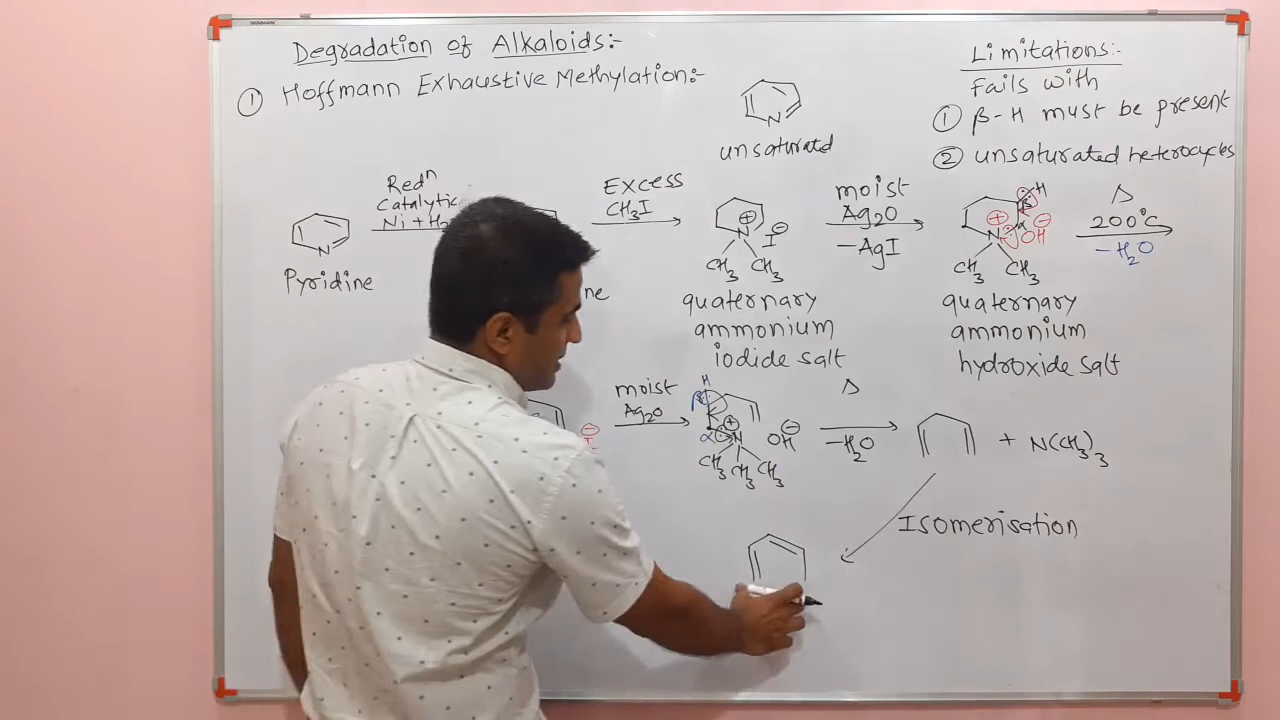 Degradation of Alkaloids:-
① Hoffmann Exhaustive Methylation:-
N
unsaturated
Limitations:-
Fails with
① β-H must be present
② unsaturated heterocycles
N
Pyridine
Redⁿ
Catalytic
Ni + H₂
ne
Excess
CH₃I
⊕
N I⊖
CH₃ CH₃
quaternary
ammonium
iodide salt
moist
Ag₂O
-AgI
β H
⊕ α ⊖
N OH
CH₃ CH₃
quaternary
ammonium
hydroxide salt
Δ
200°C
-H₂O
⊖
I
moist
Ag₂O
H
β
α ⊕
N OH⊖
CH₃ CH₃ CH₃
Δ
-H₂O
+ N(CH₃)₃
Isomerisation